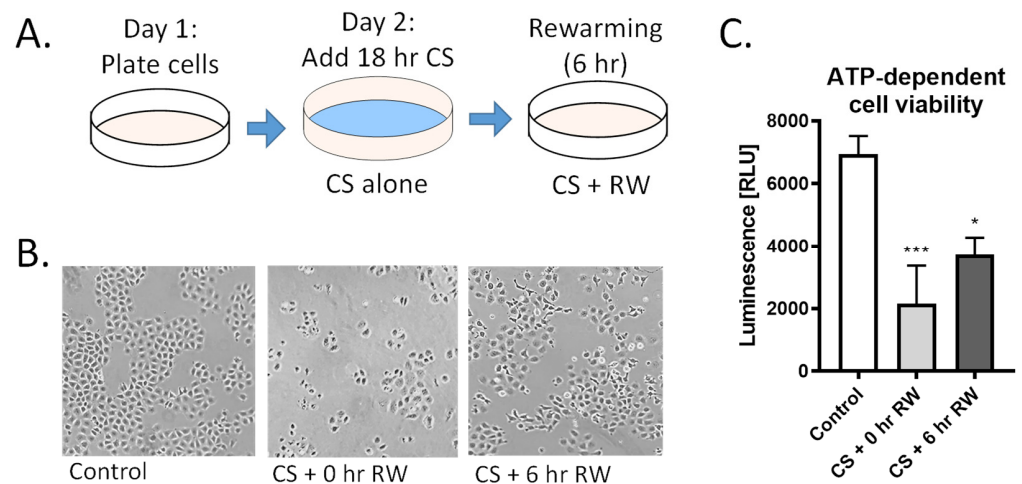 A.
Day 1:
Plate cells
Day 2:
Add 18 hr CS
CS alone
Rewarming
(6 hr)
CS + RW
B.
Control
CS + 0 hr RW
CS + 6 hr RW
C.
ATP-dependent
cell viability
Luminescence [RLU]
8000
6000
4000
2000
0
***
*
Control
CS + 0 hr RW
CS + 6 hr RW